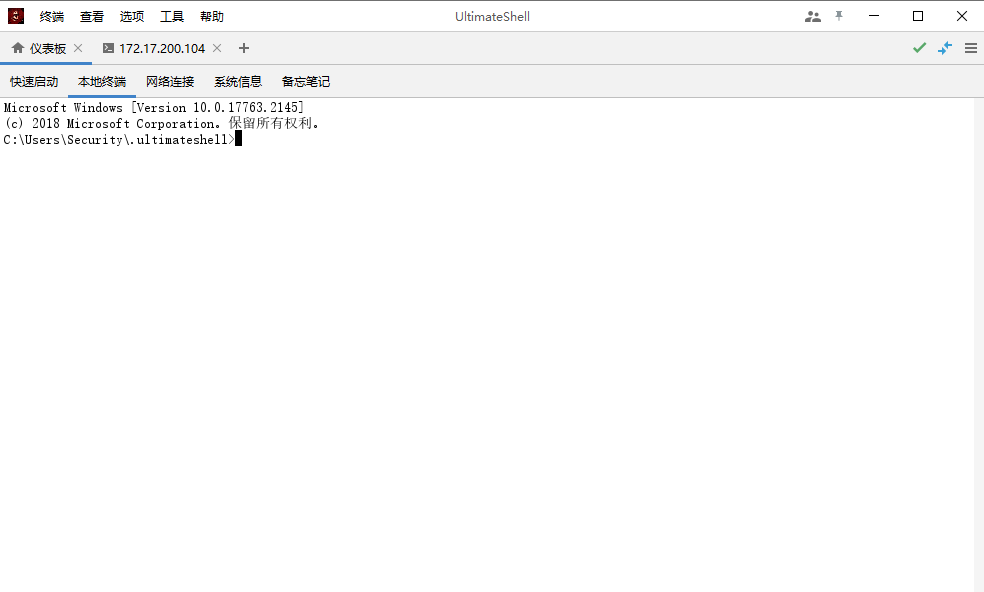 终端 查看 选项 工具 帮助 UltimateShell
仪表板 172.17.200.104
快速启动 本地终端 网络连接 系统信息 备忘笔记
Microsoft Windows [Version 10.0.17763.2145]
(c) 2018 Microsoft Corporation。保留所有权利。
C:\Users\Security\.ultimateshell>